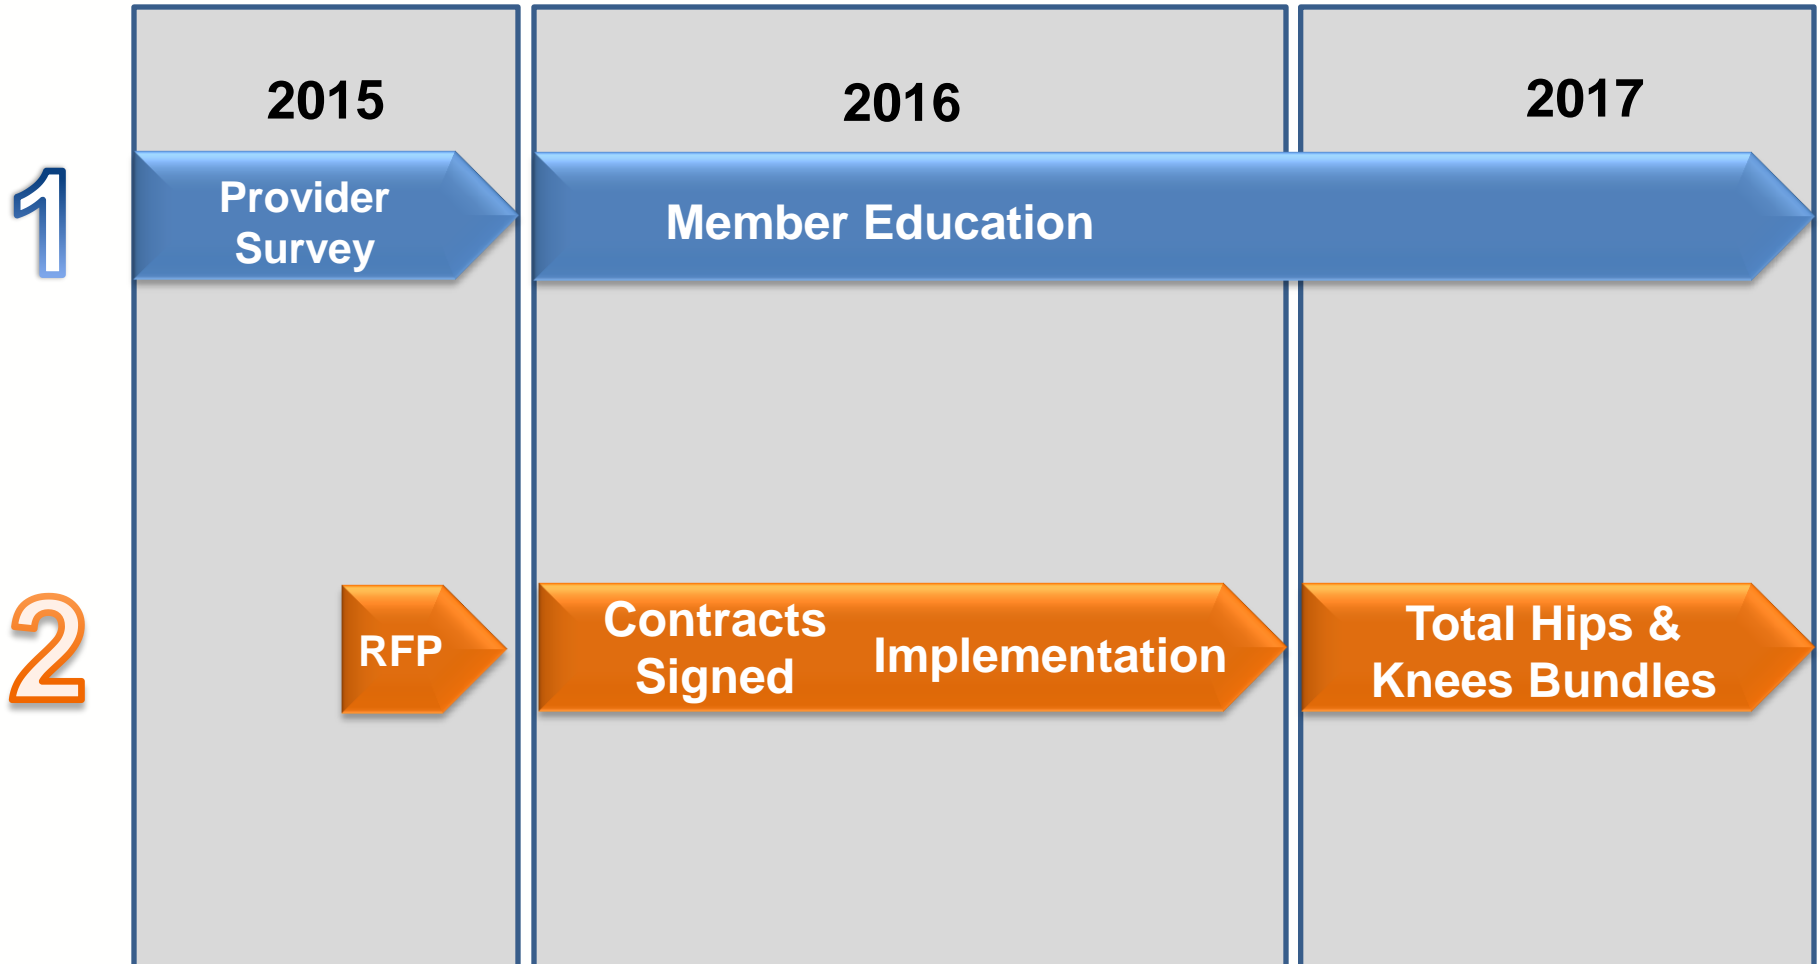 2015
2016
2017
1
Provider
Survey
Member Education
2
RFP
Contracts
Signed
Implementation
Total Hips &
Knees Bundles